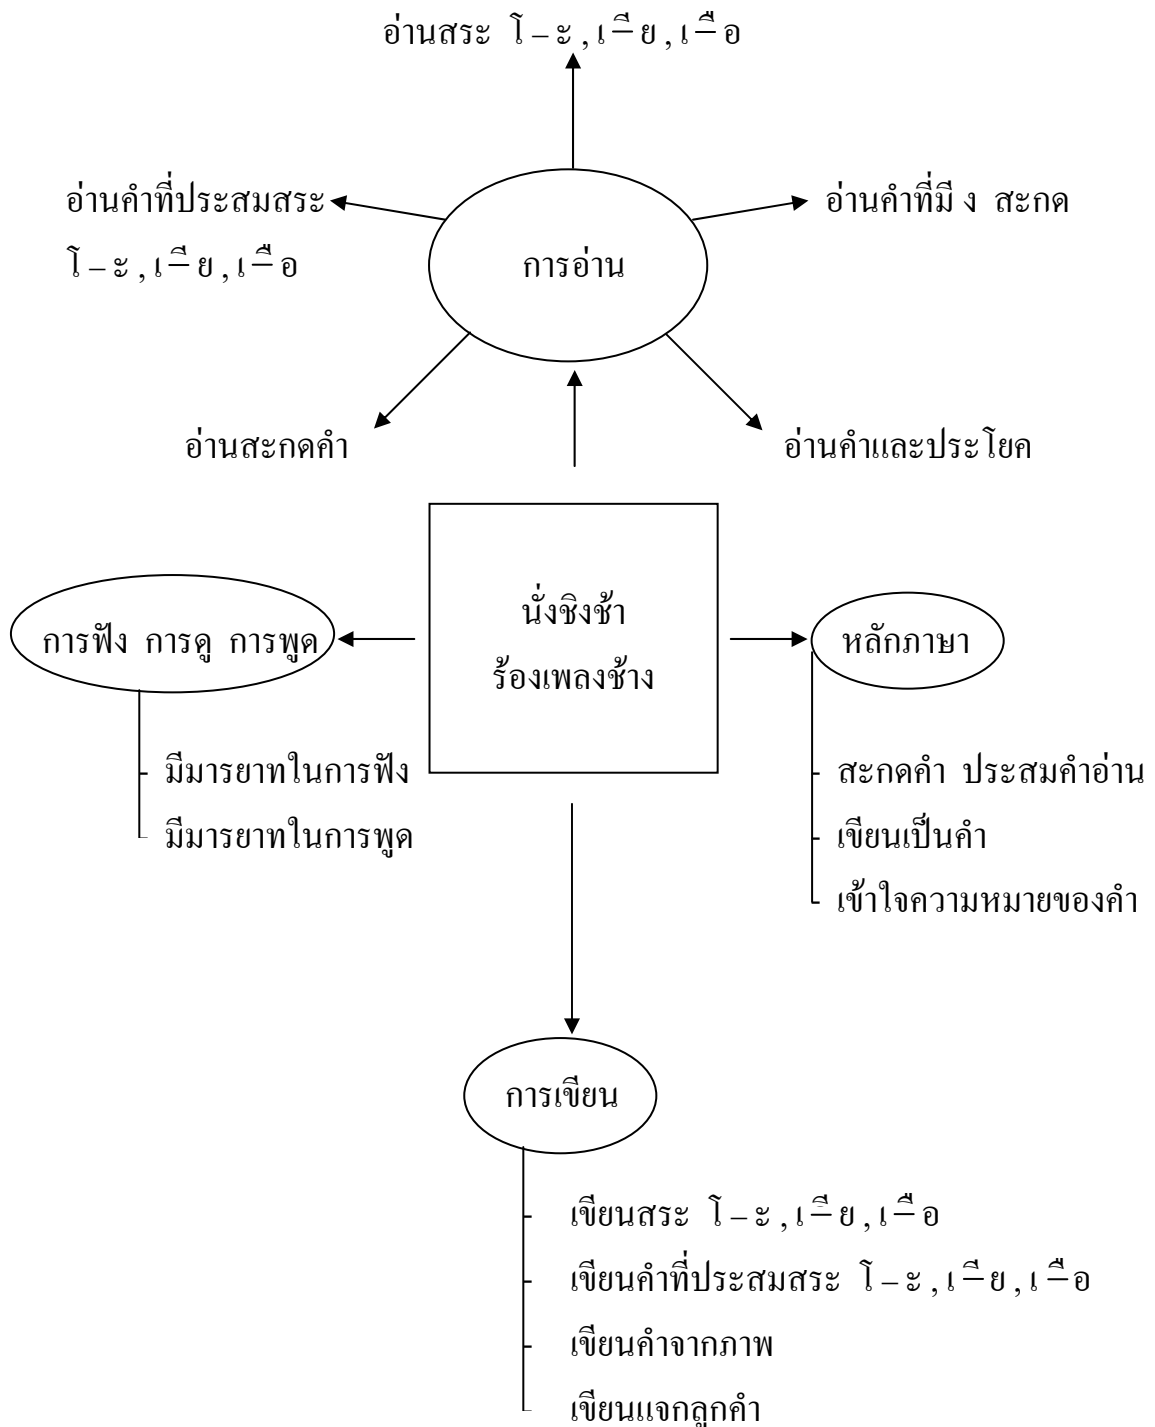 อ่านสระ โ–ะ , เ–ีย , เ–ือ
อ่านคำที่ประสมสระ
โ–ะ , เ–ีย , เ–ือ
อ่านคำที่มี ง สะกด
การอ่าน
อ่านสะกดคำ
อ่านคำและประโยค
นั่งชิงช้า
ร้องเพลงช้าง
การฟัง การดู การพูด
มีมารยาทในการฟัง
มีมารยาทในการพูด
หลักภาษา
สะกดคำ ประสมคำอ่าน
เขียนเป็นคำ
เข้าใจความหมายของคำ
การเขียน
เขียนสระ โ–ะ , เ–ีย , เ–ือ
เขียนคำที่ประสมสระ โ–ะ , เ–ีย , เ–ือ
เขียนคำจากภาพ
เขียนแจกลูกคำ